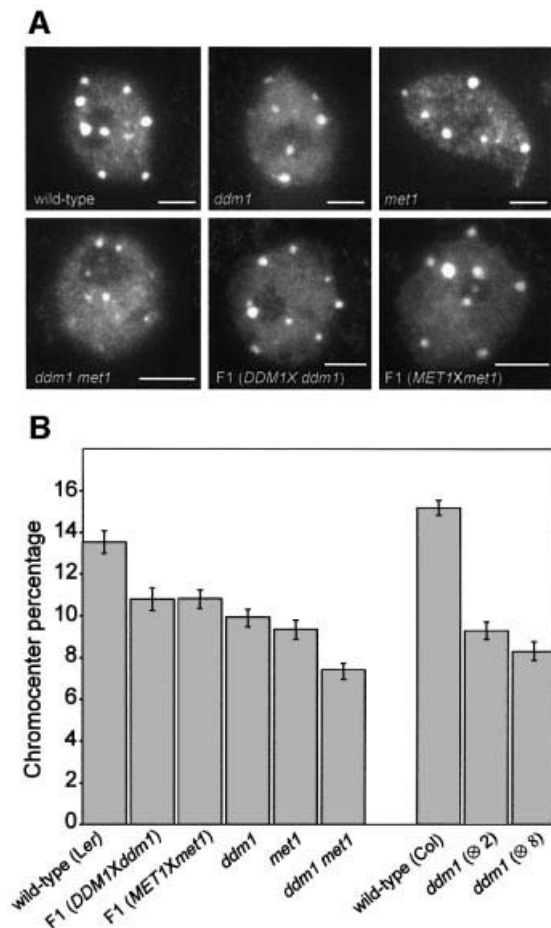 A
wild-type
ddm1
met1
ddm1 met1
F1 (DDM1X ddm1)
F1 (MET1Xmet1)
B
Chromocenter percentage
16
14
12
10
8
6
4
2
0
wild-type (Ler)
F1 (DDM1Xddm1)
F1 (MET1Xmet1)
ddm1
met1
ddm1 met1
wild-type (Col)
ddm1 (⊗ 2)
ddm1 (⊗ 8)